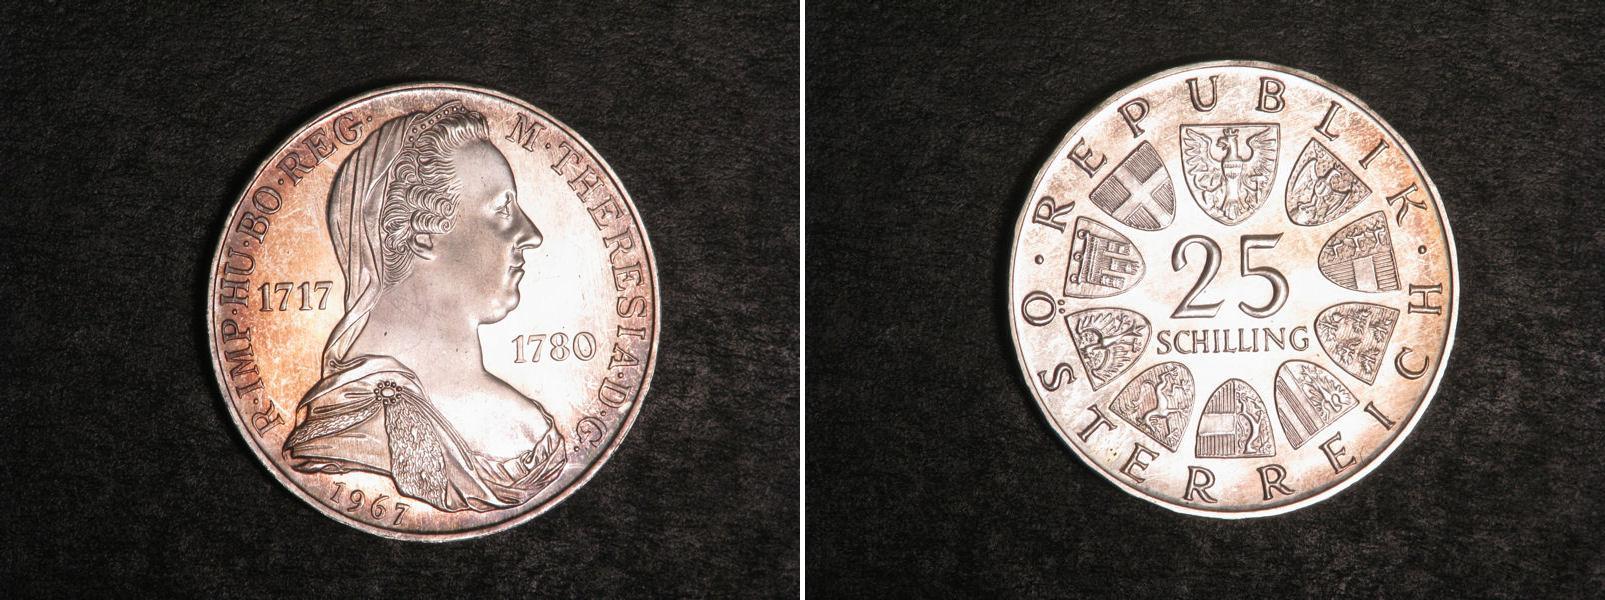 R·IMP·HU·BO·REG·
M·THERESIA·D·G·
1717
1780
1967
REPUBLIK·ÖSTERREICH·
25
SCHILLING